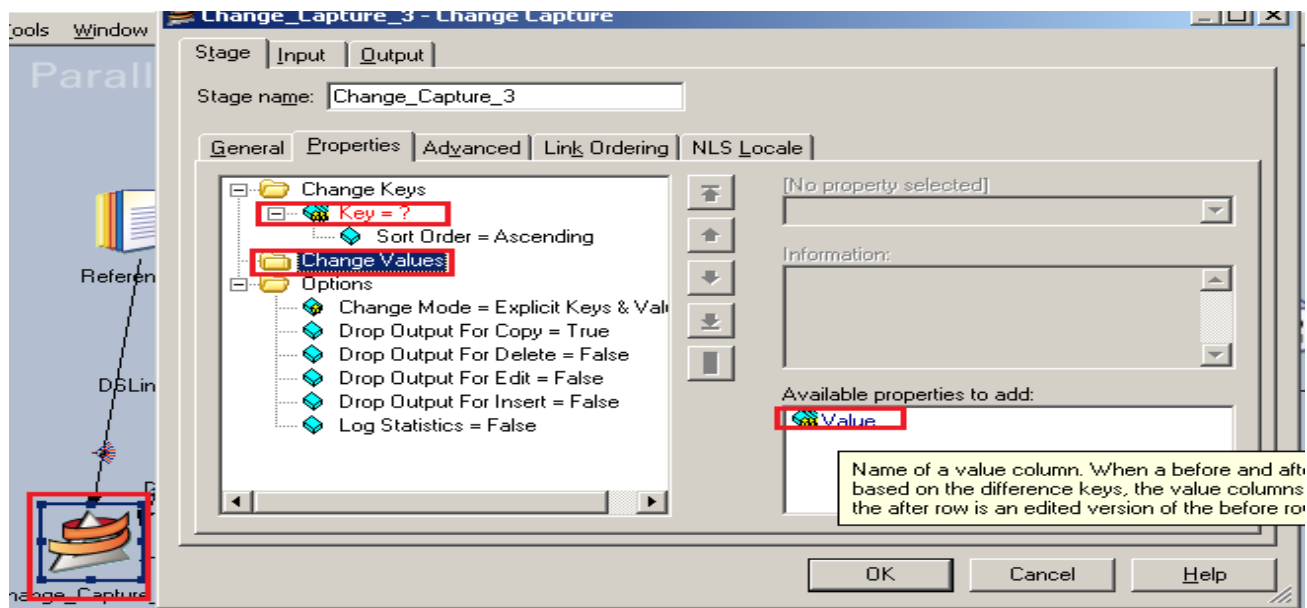 Change_Capture_3 - Change Capture
ools Window
Parall
Stage Input Output
Stage name: Change_Capture_3
General Properties Advanced Link Ordering NLS Locale
Change Keys
Key = ?
Sort Order = Ascending
Change Values
Options
Change Mode = Explicit Keys & Val
Drop Output For Copy = True
Drop Output For Delete = False
Drop Output For Edit = False
Drop Output For Insert = False
Log Statistics = False
[No property selected]
Information:
Available properties to add:
Value
Name of a value column. When a before and aft
based on the difference keys, the value columns
the after row is an edited version of the before ro
Referen
DSLin
hange_Capture_
OK Cancel Help